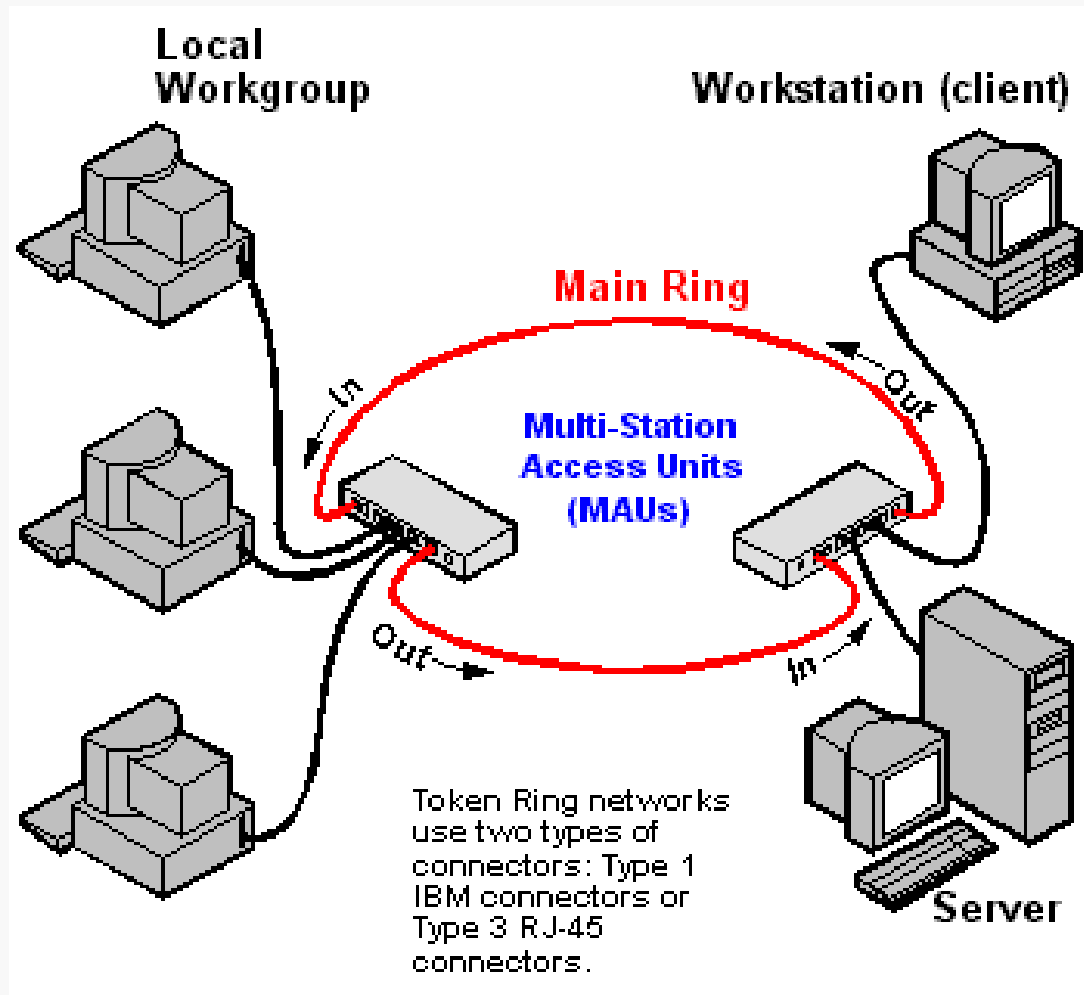 Local
Workgroup
Workstation (client)
Main Ring
In
Out
Multi-Station
Access Units
(MAUs)
Out
In
Token Ring networks
use two types of
connectors: Type 1
IBM connectors or
Type 3 RJ-45
connectors.
Server